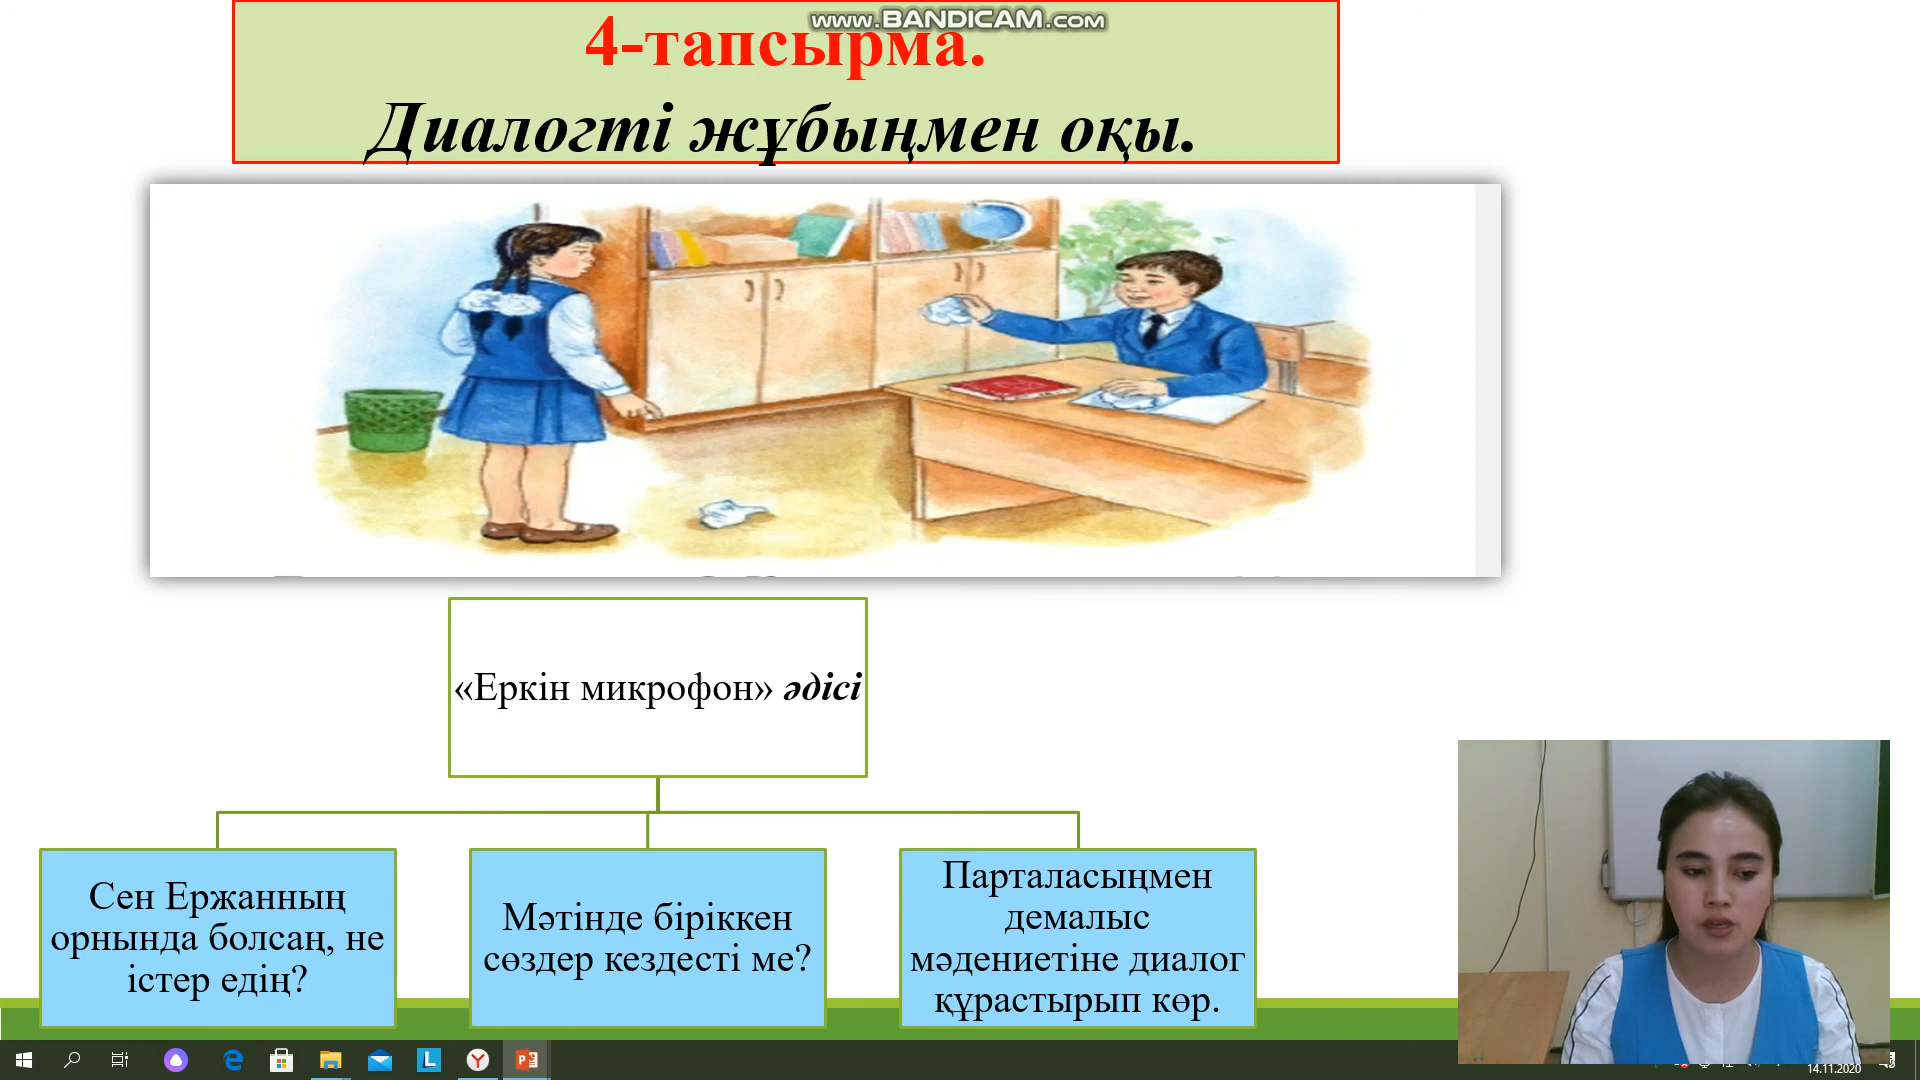 www.BANDICAM.com
4-тапсырма.
Диалогті жұбыңмен оқы.
«Еркін микрофон» әдісі
Сен Ержанның
орнында болсаң, не
істер едің?
Мәтінде біріккен
сөздер кездесті ме?
Парталасыңмен
демалыс
мәдениетіне диалог
құрастырып көр.
14.11.2020